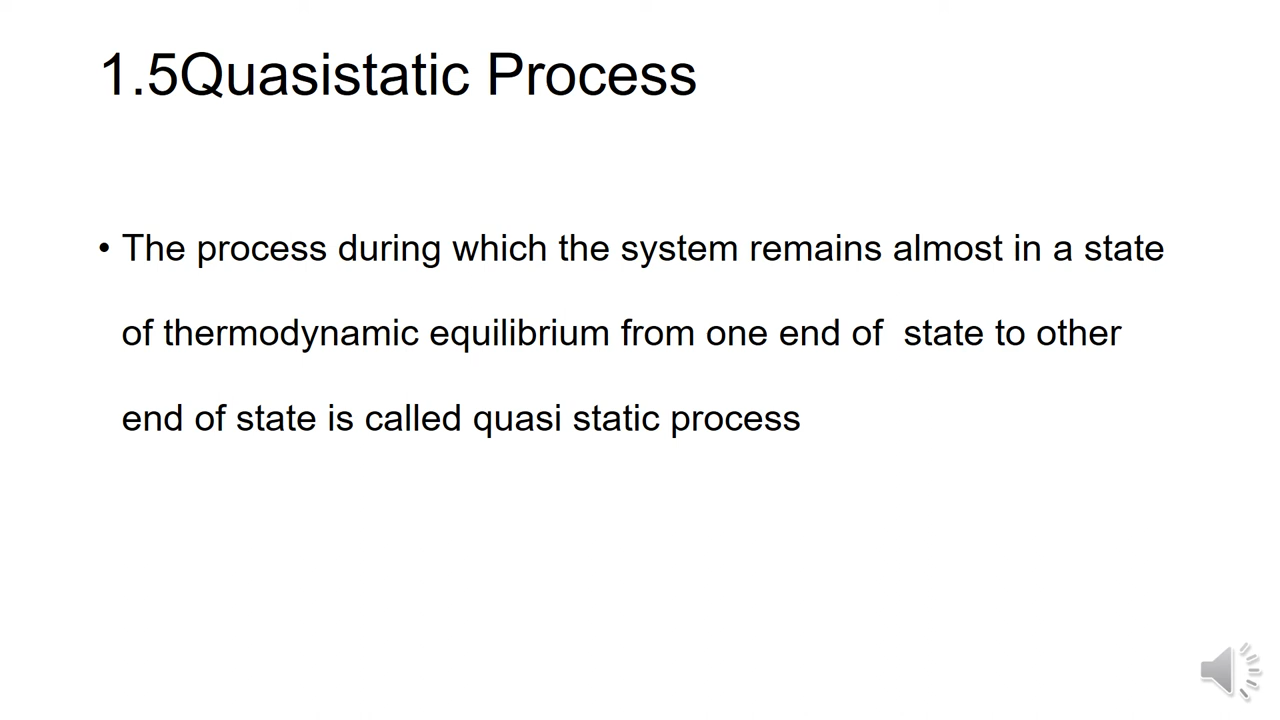 1.5Quasistatic Process
• The process during which the system remains almost in a state
of thermodynamic equilibrium from one end of  state to other
end of state is called quasi static process